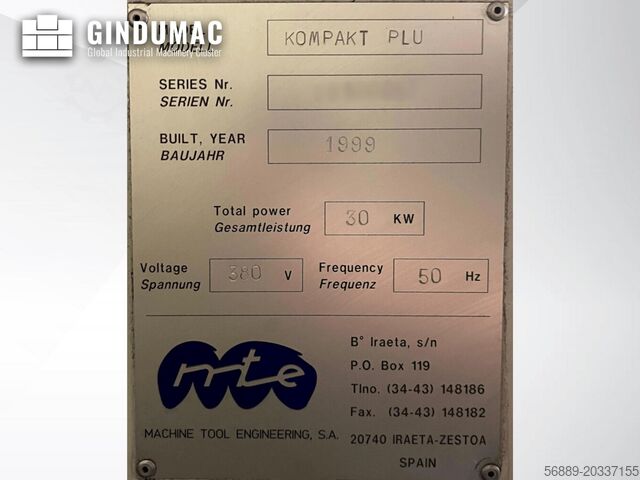 GINDUMAC
Global Industrial Machinery Cluster
MODELL
KOMPAKT PLU
SERIES Nr.
SERIEN Nr.
BUILT, YEAR
BAUJAHR
1999
Total power
Gesamtleistung
30 KW
Voltage
Spannung
380 V
Frequency
Frequenz
50 Hz
mte
MACHINE TOOL ENGINEERING, S.A.
B° Iraeta, s/n
P.O. Box 119
Tlno. (34-43) 148186
Fax. (34-43) 148182
20740 IRAETA-ZESTOA
SPAIN
56889-20337155